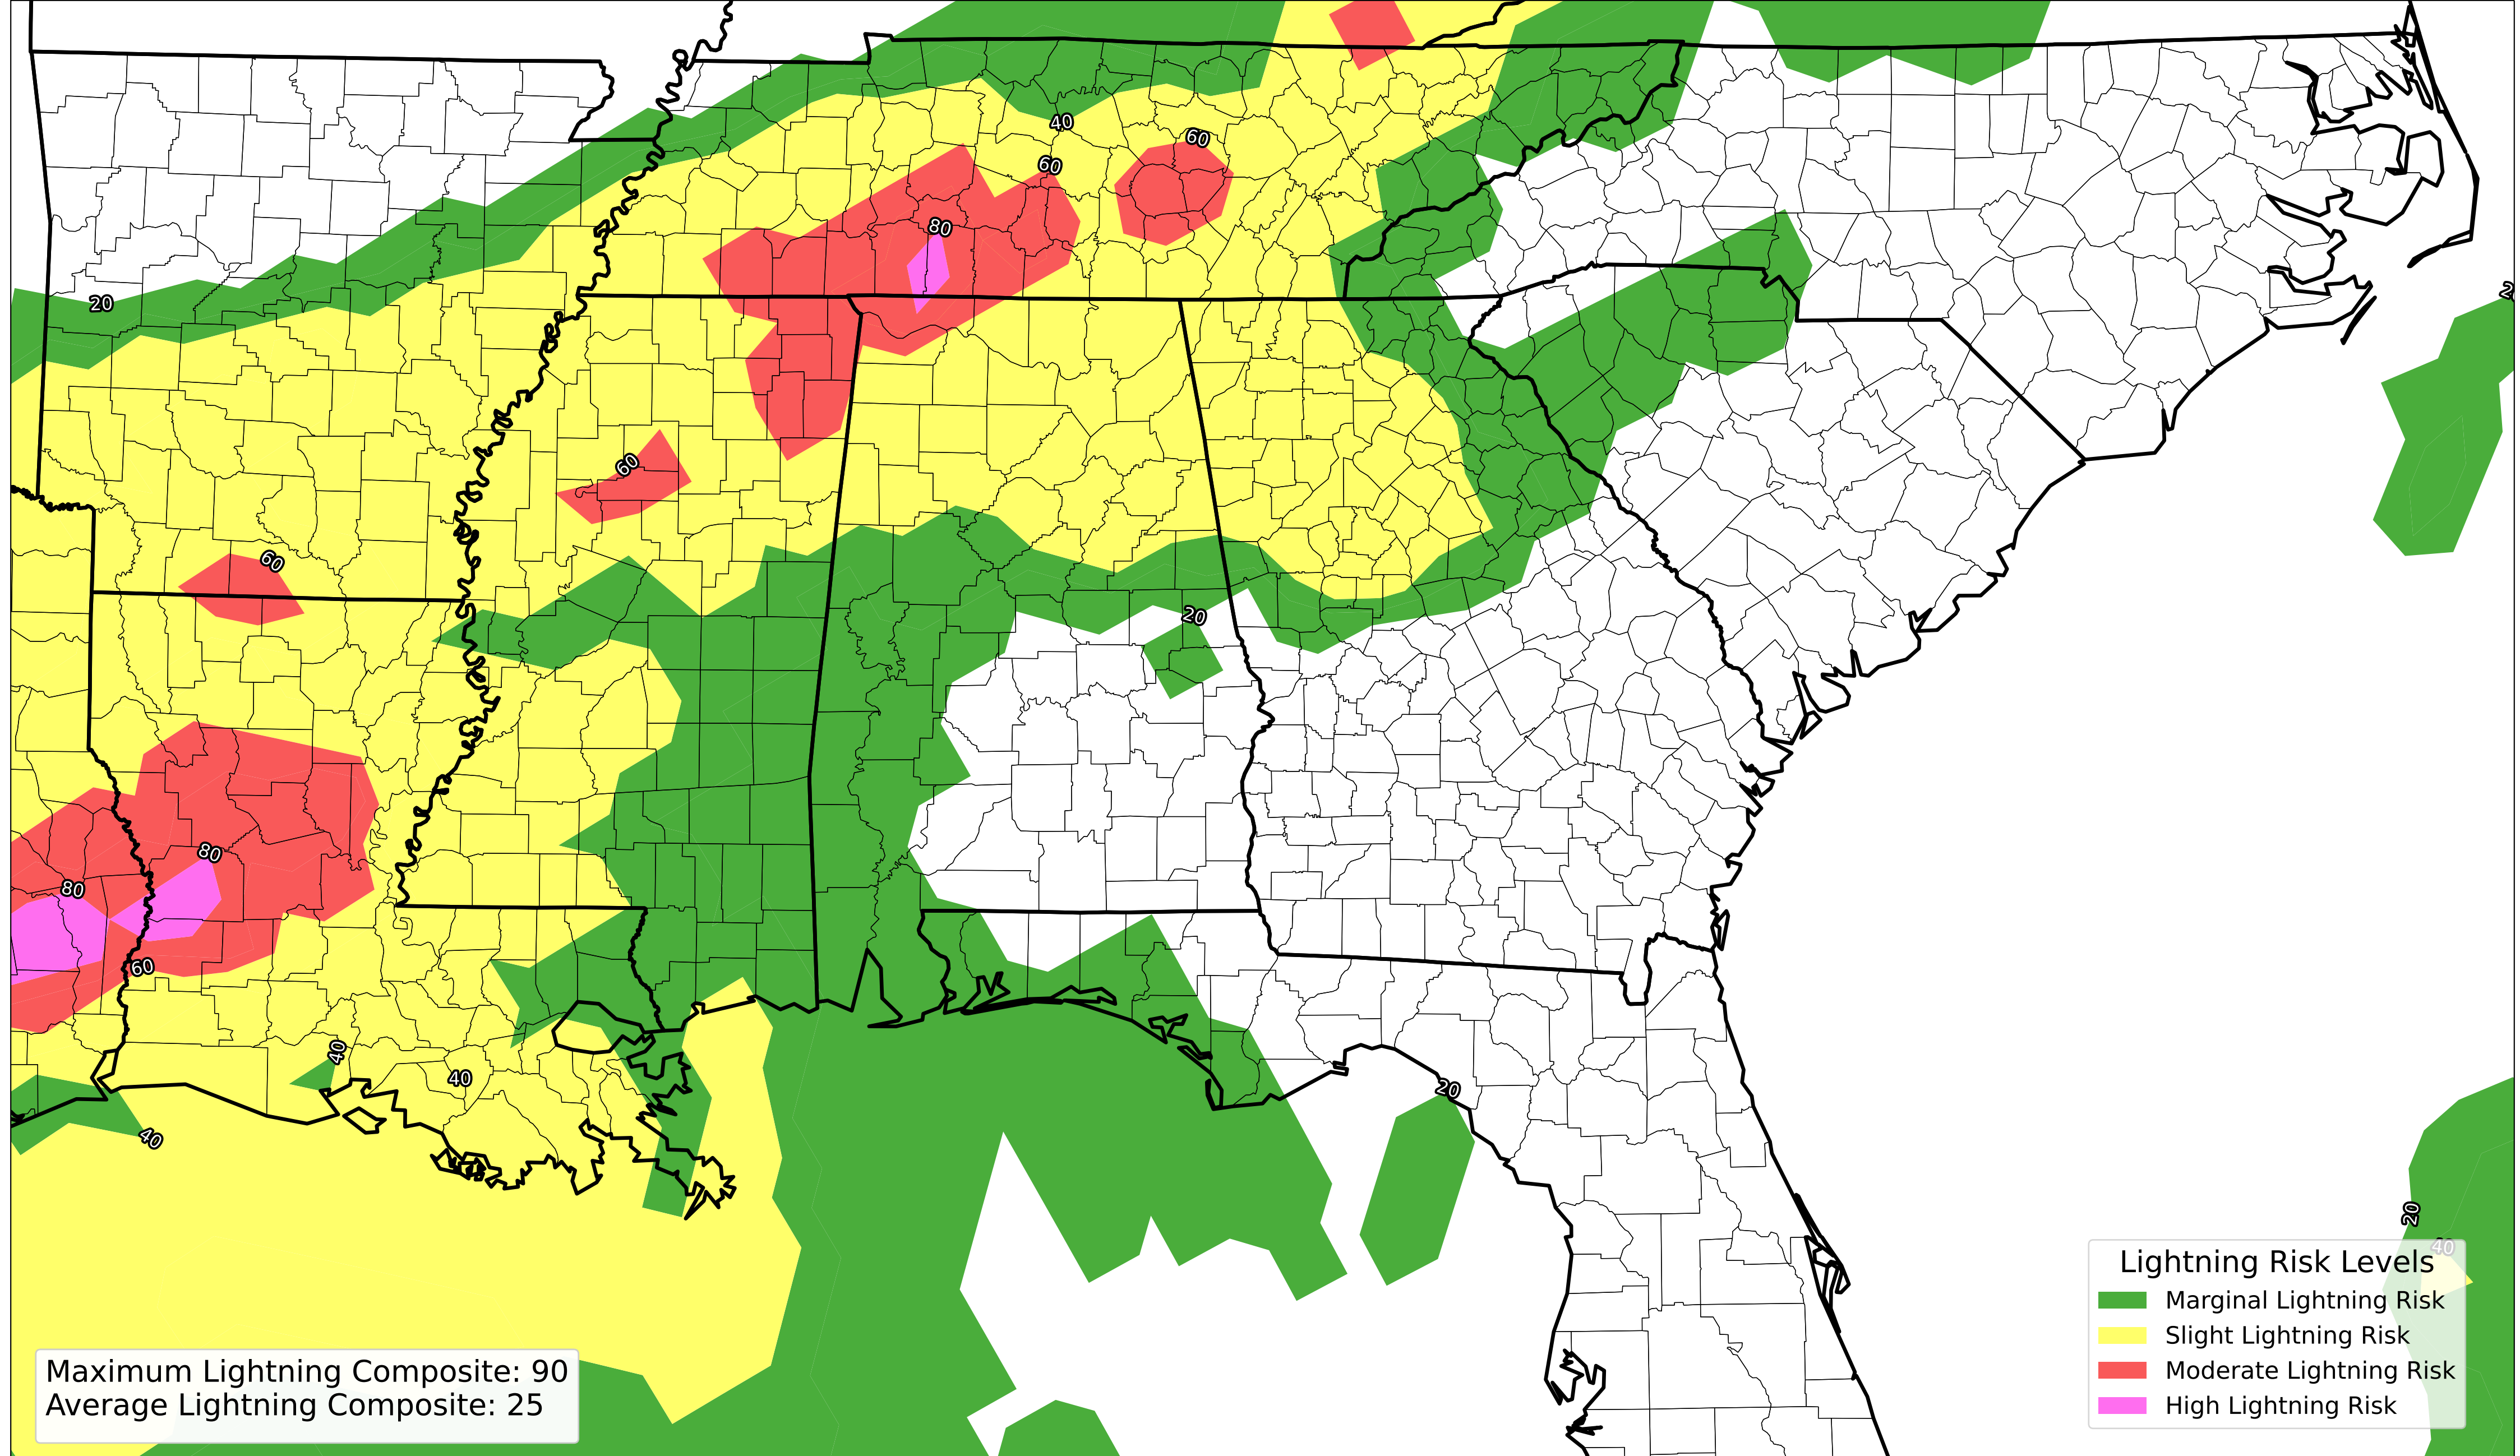 40
60
60
80
20
2
60
60
20
80
80
60
40
40
20
40
20
40
Lightning Risk Levels
Marginal Lightning Risk
Slight Lightning Risk
Moderate Lightning Risk
High Lightning Risk
Maximum Lightning Composite: 90
Average Lightning Composite: 25